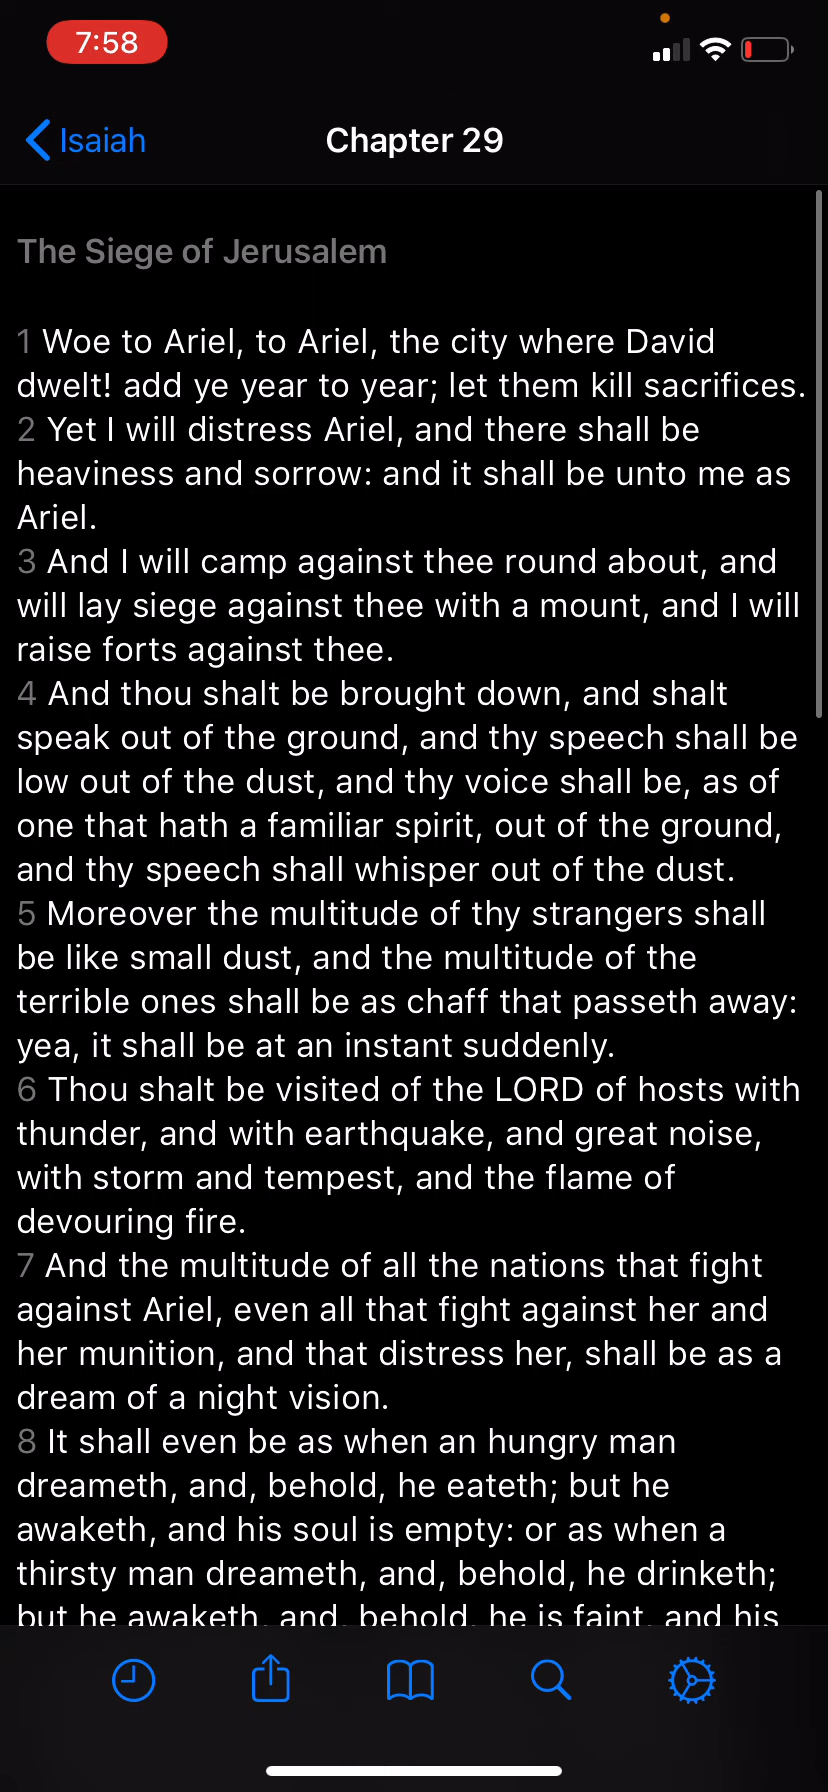 7:58
Isaiah
Chapter 29
The Siege of Jerusalem
1 Woe to Ariel, to Ariel, the city where David
dwelt! add ye year to year; let them kill sacrifices.
2 Yet I will distress Ariel, and there shall be
heaviness and sorrow: and it shall be unto me as
Ariel.
3 And I will camp against thee round about, and
will lay siege against thee with a mount, and I will
raise forts against thee.
4 And thou shalt be brought down, and shalt
speak out of the ground, and thy speech shall be
low out of the dust, and thy voice shall be, as of
one that hath a familiar spirit, out of the ground,
and thy speech shall whisper out of the dust.
5 Moreover the multitude of thy strangers shall
be like small dust, and the multitude of the
terrible ones shall be as chaff that passeth away:
yea, it shall be at an instant suddenly.
6 Thou shalt be visited of the LORD of hosts with
thunder, and with earthquake, and great noise,
with storm and tempest, and the flame of
devouring fire.
7 And the multitude of all the nations that fight
against Ariel, even all that fight against her and
her munition, and that distress her, shall be as a
dream of a night vision.
8 It shall even be as when an hungry man
dreameth, and, behold, he eateth; but he
awaketh, and his soul is empty: or as when a
thirsty man dreameth, and, behold, he drinketh;
but he awaketh, and, behold, he is faint, and his